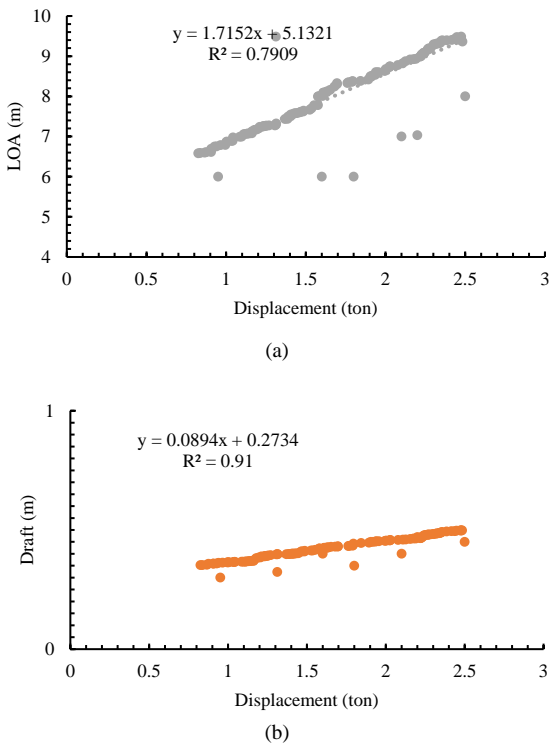 y = 1.7152x + 5.1321
R² = 0.7909
LOA (m)
10
9
8
7
6
5
4
0 0.5 1 1.5 2 2.5 3
Displacement (ton)
(a)
y = 0.0894x + 0.2734
R² = 0.91
Draft (m)
1
0
0 0.5 1 1.5 2 2.5 3
Displacement (ton)
(b)